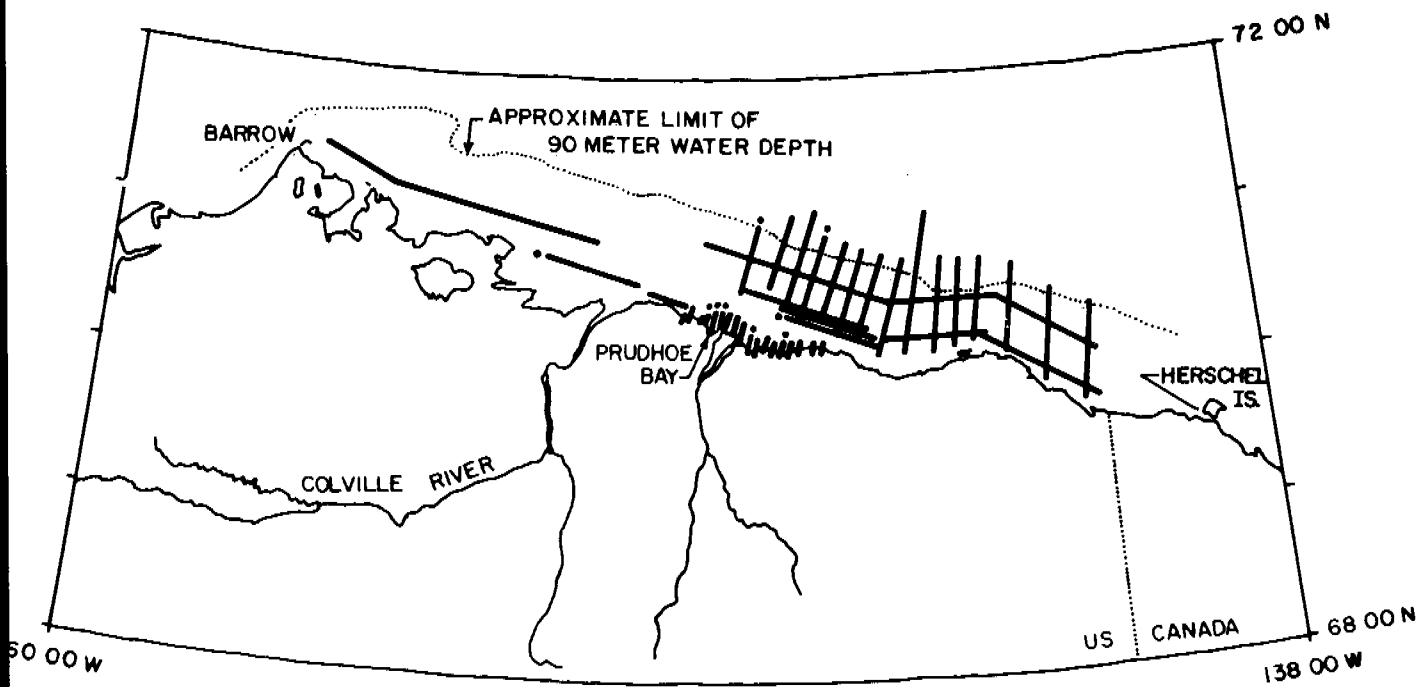 72 00 N
APPROXIMATE LIMIT OF
90 METER WATER DEPTH
BARROW
PRUDHOE
BAY
HERSCHEL
IS.
COLVILLE RIVER
US CANADA
68 00 N
60 00 W
138 00 W